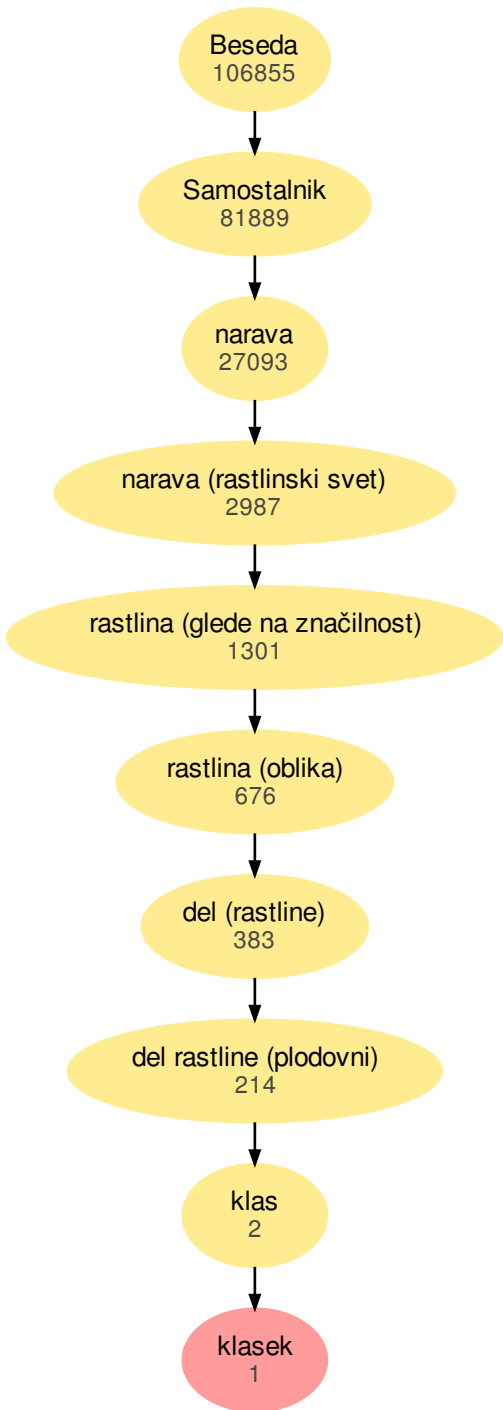 Beseda
106855
Samostalnik
81889
narava
27093
narava (rastlinski svet)
2987
rastlina (glede na značilnost)
1301
rastlina (oblika)
676
del (rastline)
383
del rastline (plodovni)
214
klas
2
klasek
1